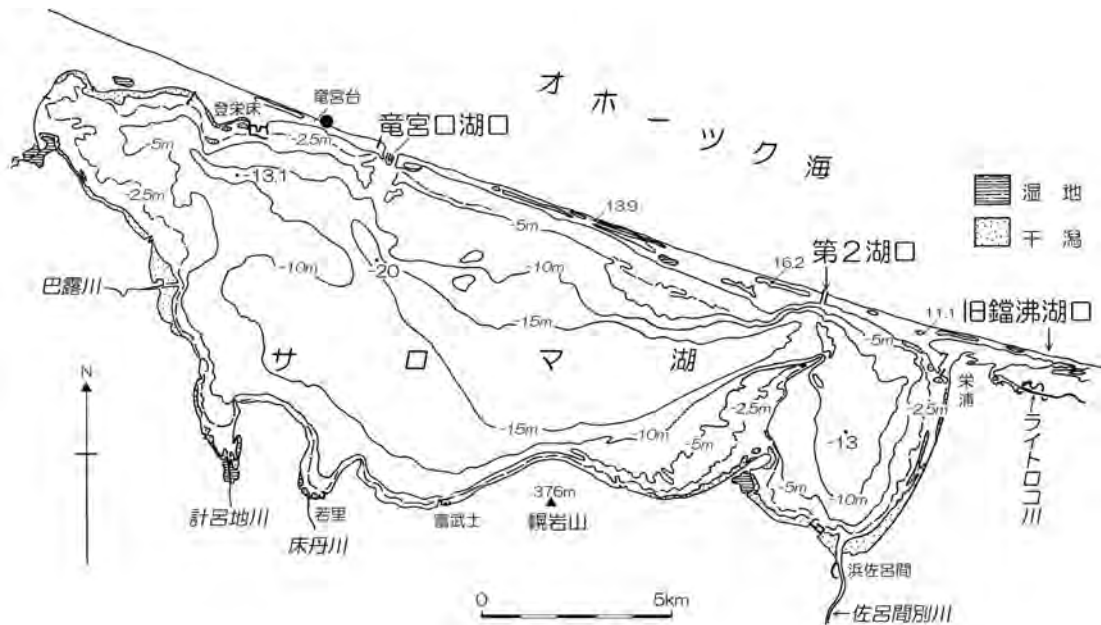 オホーツク海
竜宮台
登栄床
竜宮口湖口
-2.5m
-5m
-13.1
-2.5m
13.9
湿地
-5m
干潟
16.2
第2湖口
-10m
-20
-10m
巴露川
11.1
旧鐺沸湖口
-15m
-5m
サロマ湖
栄浦
N
-2.5m
-2.5m
-15m
-10m
-5m
-13
ライトロコ川
-5m
-10m
376m
計呂地川
若里
富武士
幌岩山
床丹川
浜佐呂間
0
5km
佐呂間別川